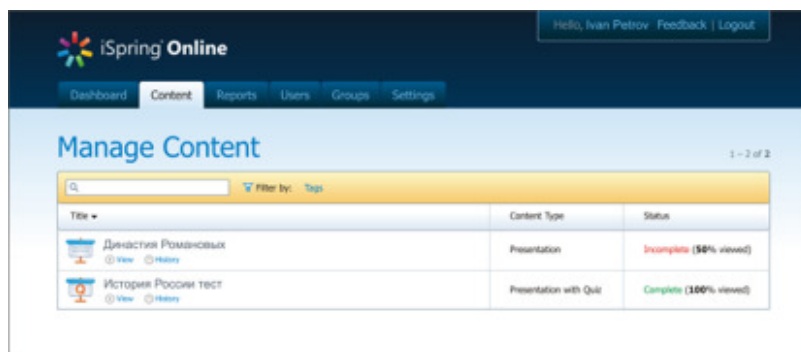 Hello, Ivan Petrov Feedback | Logout
iSpring Online
Dashboard Content Reports Users Groups Settings
Manage Content
1 – 2 of 2
Filter by: Tags
Title Content Type Status
Династия Романовых Presentation Incomplete (50% viewed)
View History
История России тест Presentation with Quiz Complete (100% viewed)
View History